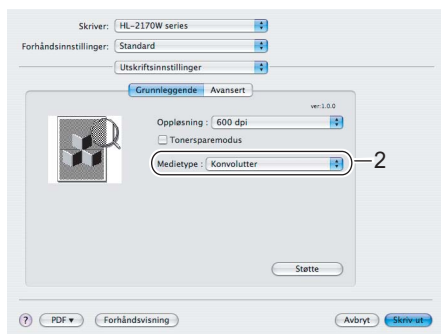 Skriver: HL-2170W series
Forhåndsinnstillinger: Standard
Utskriftsinnstillinger
Grunnleggende Avansert
ver:1.0.0
Oppløsning : 600 dpi
Tonersparemodus
Medietype : Konvolutter
2
Støtte
? PDF ▾ Forhåndsvisning Avbryt Skriv ut